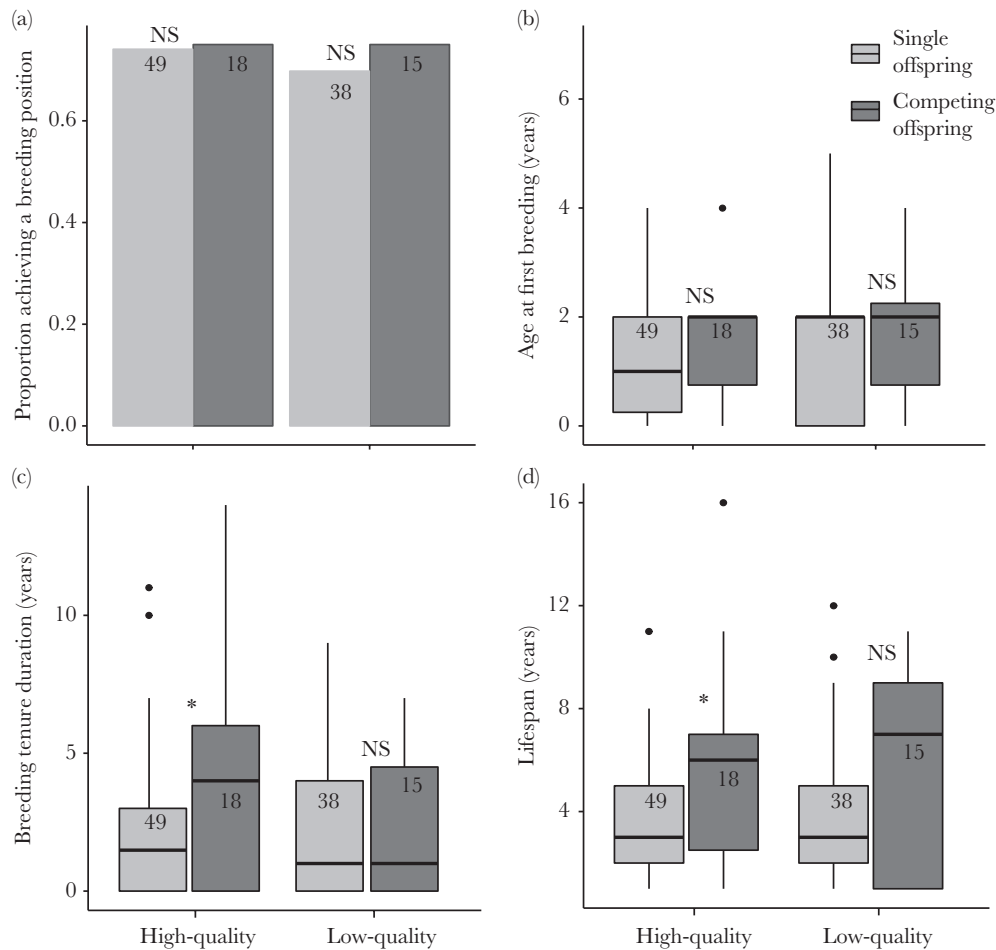 (a)
Proportion achieving a breeding position
0.6
0.4
0.2
0.0
NS
49
18
NS
38
15
(b)
Age at first breeding (years)
6
4
2
0
Single
offspring
Competing
offspring
NS
49
18
NS
38
15
(c)
Breeding tenure duration (years)
10
5
0
*
49
18
NS
38
15
High-quality
Low-quality
(d)
Lifespan (years)
16
12
8
4
*
49
18
NS
38
15
High-quality
Low-quality